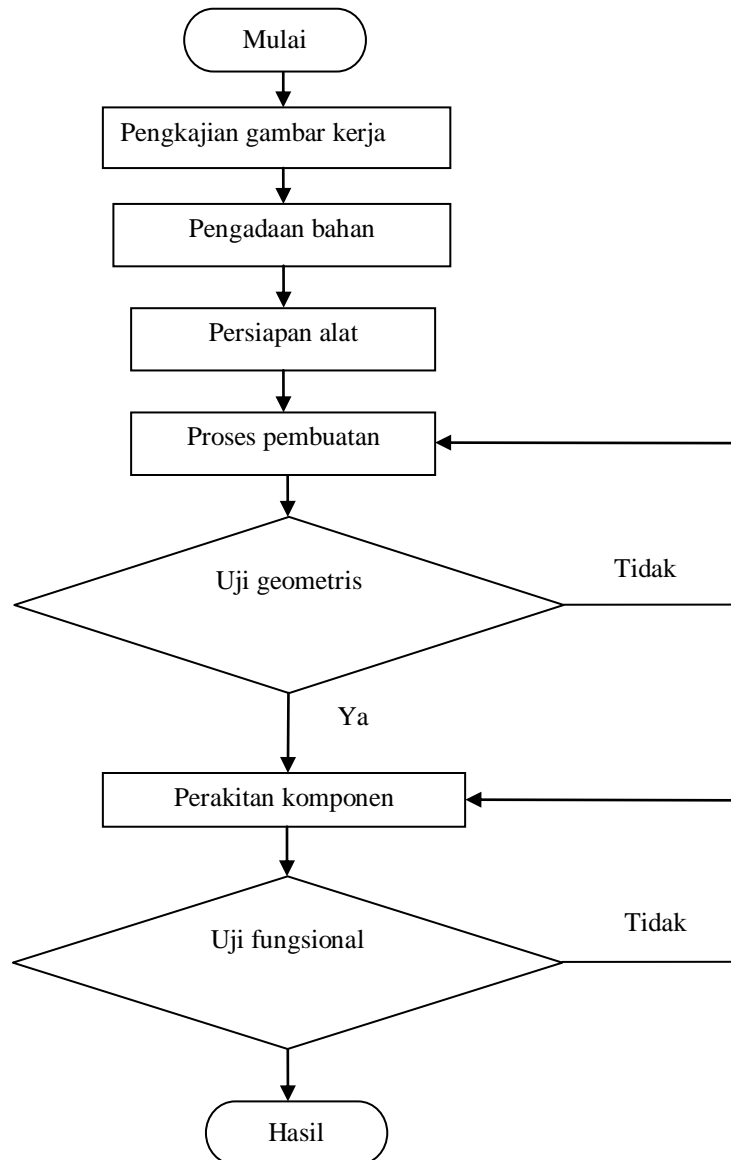 Mulai
Pengkajian gambar kerja
Pengadaan bahan
Persiapan alat
Proses pembuatan
Uji geometris
Tidak
Ya
Perakitan komponen
Uji fungsional
Tidak
Hasil